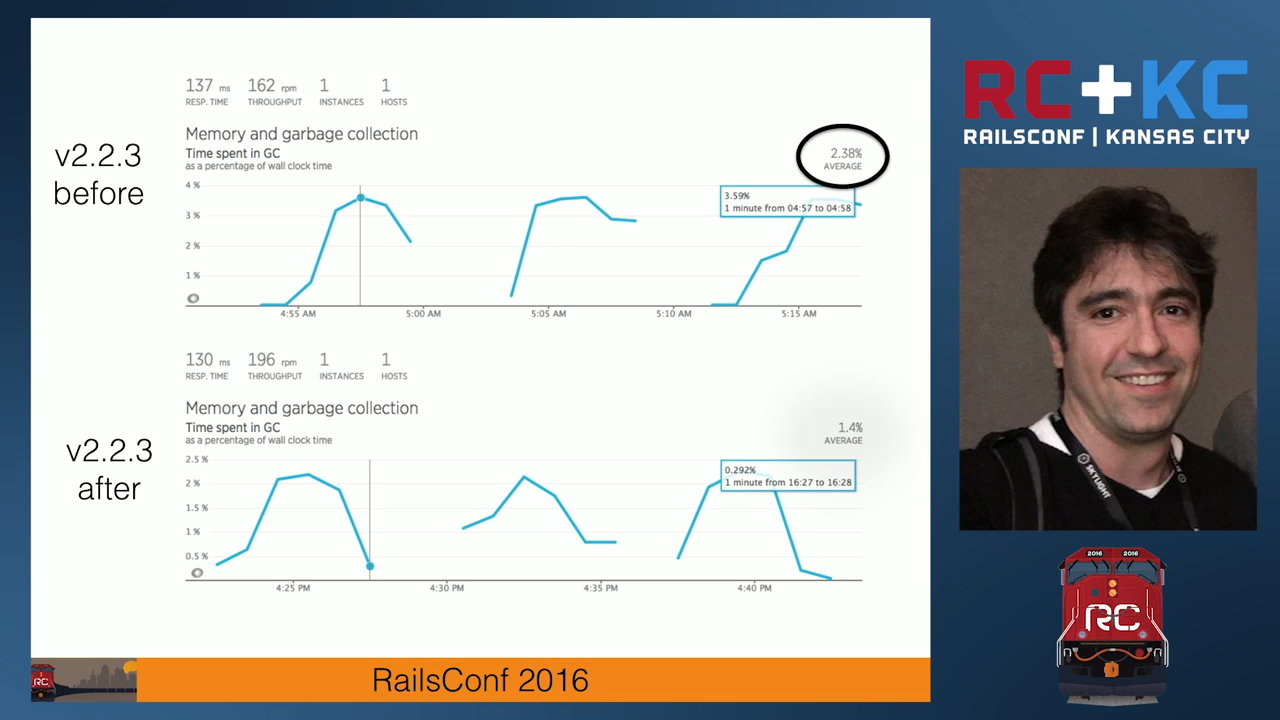 137 ms 162 rpm 1 1
RESP. TIME THROUGHPUT INSTANCES HOSTS
Memory and garbage collection
Time spent in GC
as a percentage of wall clock time
2.38%
AVERAGE
v2.2.3
before
4 %
3 %
2 %
1 %
3.59%
1 minute from 04:57 to 04:58
4:55 AM 5:00 AM 5:05 AM 5:10 AM 5:15 AM
130 ms 196 rpm 1 1
RESP. TIME THROUGHPUT INSTANCES HOSTS
Memory and garbage collection
Time spent in GC
as a percentage of wall clock time
1.4%
AVERAGE
v2.2.3
after
2.5 %
2 %
1.5 %
1 %
0.5 %
0.292%
1 minute from 16:27 to 16:28
4:25 PM 4:30 PM 4:35 PM 4:40 PM
RC
RailsConf 2016
RC+KC
RAILSCONF | KANSAS CITY
SKYLIGHT
2016 2016
RC